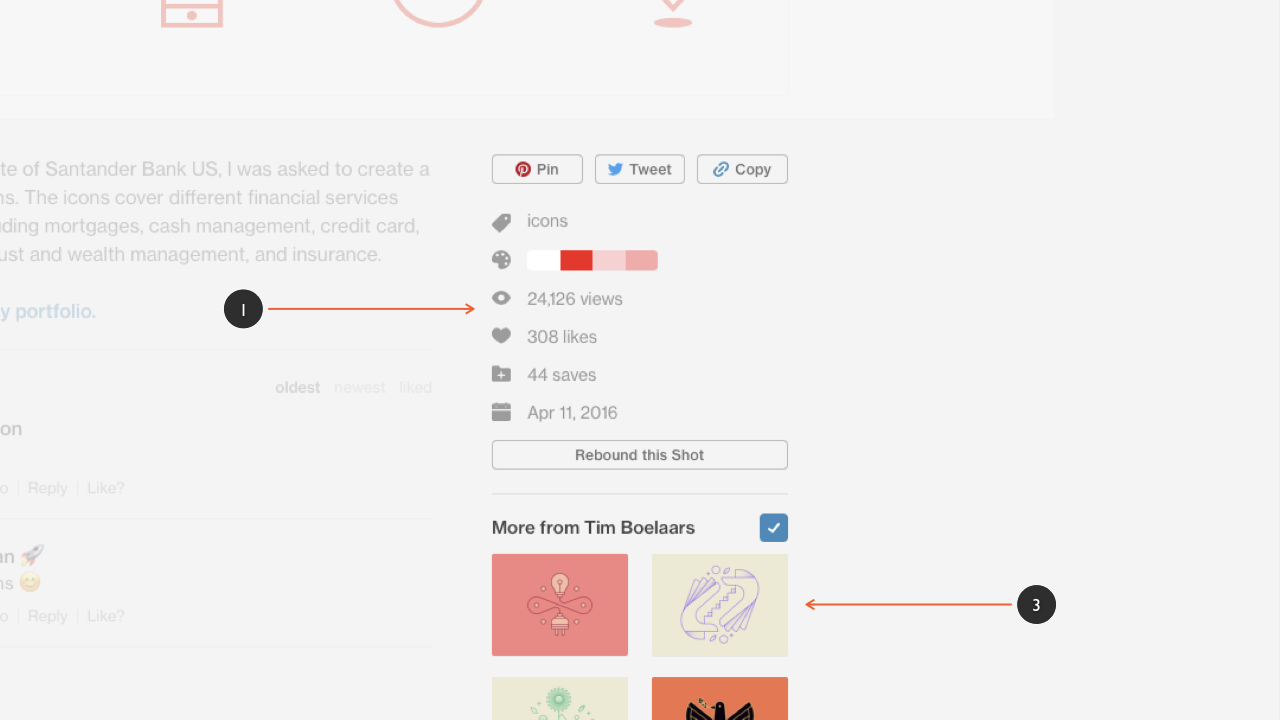 te of Santander Bank US, I was asked to create a
ns. The icons cover different financial services
ding mortgages, cash management, credit card,
ust and wealth management, and insurance.
y portfolio.
oldest newest liked
on
o Reply Like?
an 🚀
ns 😊
o Reply Like?
Pin Tweet Copy
icons
24,126 views
308 likes
44 saves
Apr 11, 2016
Rebound this Shot
More from Tim Boelaars
1
3